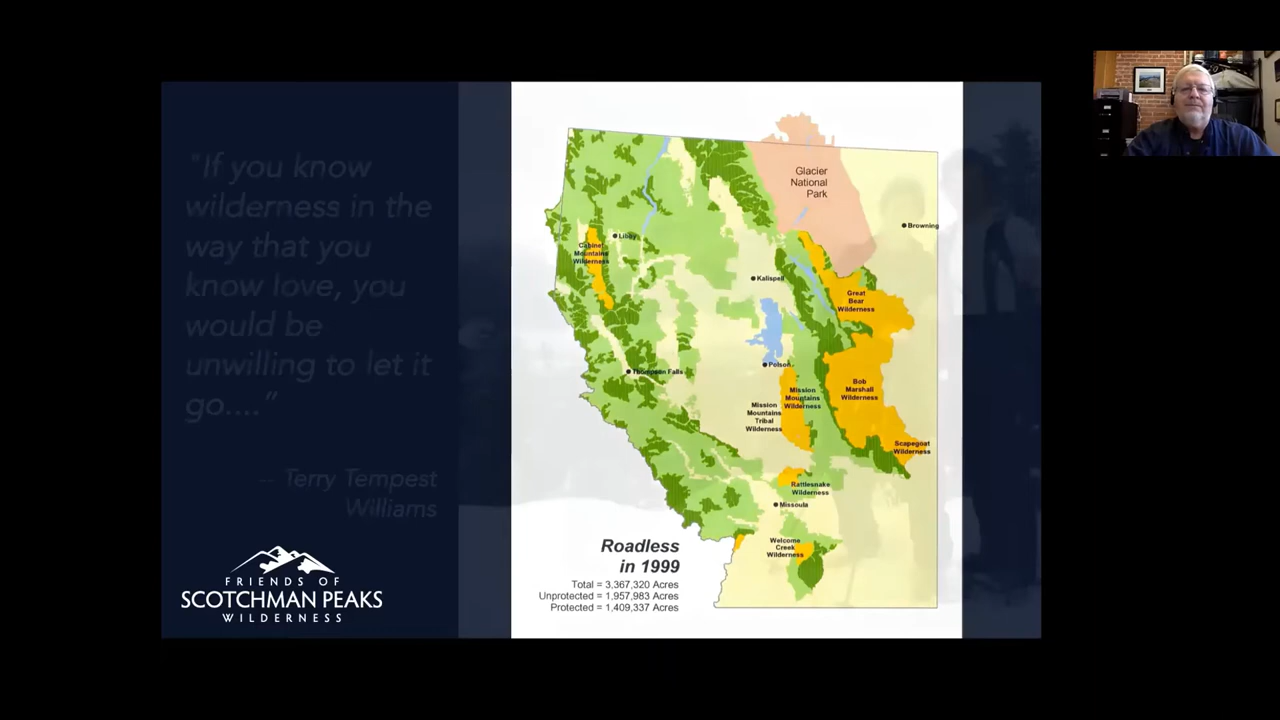 "If you know
wilderness in the
way that you
know love, you
would be
unwilling to let it
go...."
-- Terry Tempest
Williams
FRIENDS OF
SCOTCHMAN PEAKS
WILDERNESS
Glacier
National
Park
Browning
Libby
Cabinet
Mountains
Wilderness
Kalispell
Great
Bear
Wilderness
Polson
Thompson Falls
Bob
Marshall
Wilderness
Mission
Mountains
Wilderness
Mission
Mountains
Tribal
Wilderness
Scapegoat
Wilderness
Rattlesnake
Wilderness
Missoula
Welcome
Creek
Wilderness
Roadless
in 1999
Total = 3,367,320 Acres
Unprotected = 1,957,983 Acres
Protected = 1,409,337 Acres